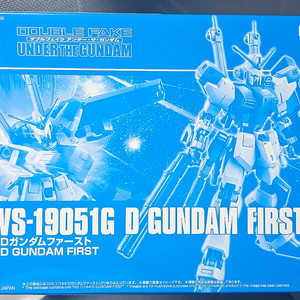 DOUBLE FAKE
ダブルフェイク アンダー・ザ・ガンダム
UNDER THE GUNDAM
VS-19051G D GUNDAM FIRST
Dガンダムファースト
D GUNDAM FIRST
JAPAN